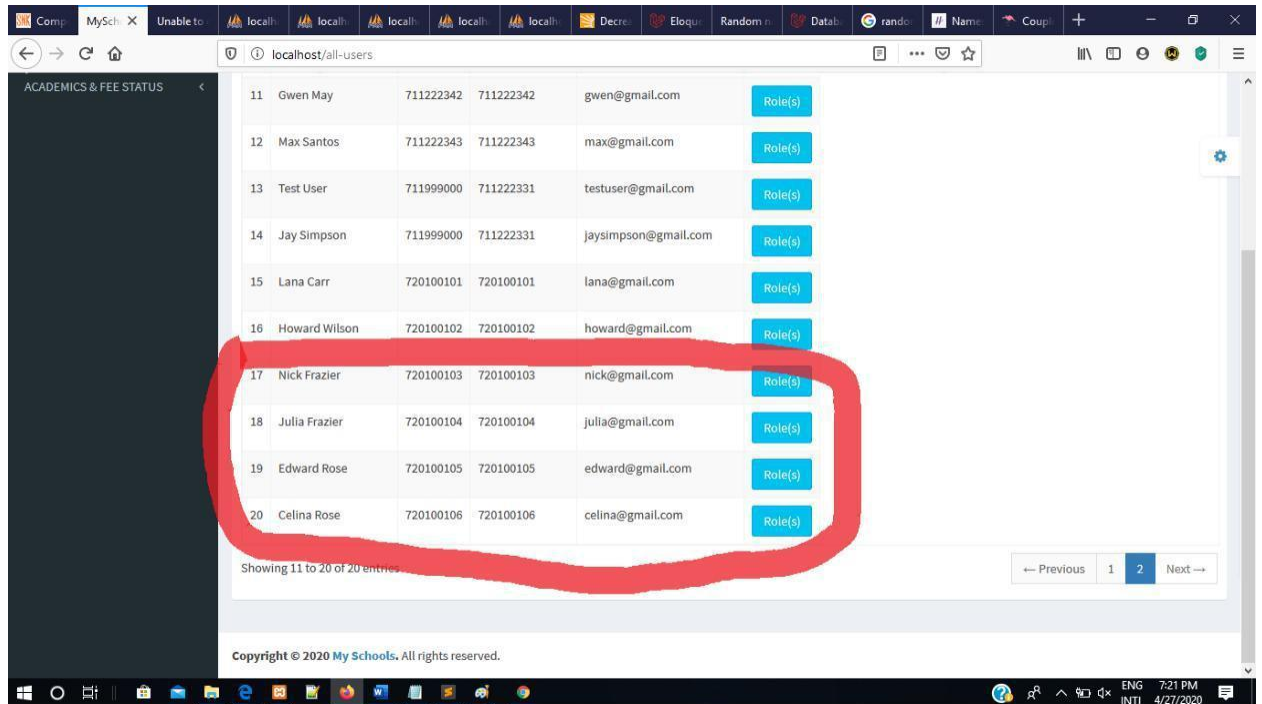 Comp MySch Unable to localh localh localh localh localh Decrea Eloqu Random n Datab rando Name Coupl
localhost/all-users
ACADEMICS & FEE STATUS
11 Gwen May 711222342 711222342 gwen@gmail.com Role(s)
12 Max Santos 711222343 711222343 max@gmail.com Role(s)
13 Test User 711999000 711222331 testuser@gmail.com Role(s)
14 Jay Simpson 711999000 711222331 jaysimpson@gmail.com Role(s)
15 Lana Carr 720100101 720100101 lana@gmail.com Role(s)
16 Howard Wilson 720100102 720100102 howard@gmail.com Role(s)
17 Nick Frazier 720100103 720100103 nick@gmail.com Role(s)
18 Julia Frazier 720100104 720100104 julia@gmail.com Role(s)
19 Edward Rose 720100105 720100105 edward@gmail.com Role(s)
20 Celina Rose 720100106 720100106 celina@gmail.com Role(s)
Showing 11 to 20 of 20 entries
← Previous 1 2 Next →
Copyright © 2020 My Schools. All rights reserved.
ENG 7:21 PM
INTL 4/27/2020